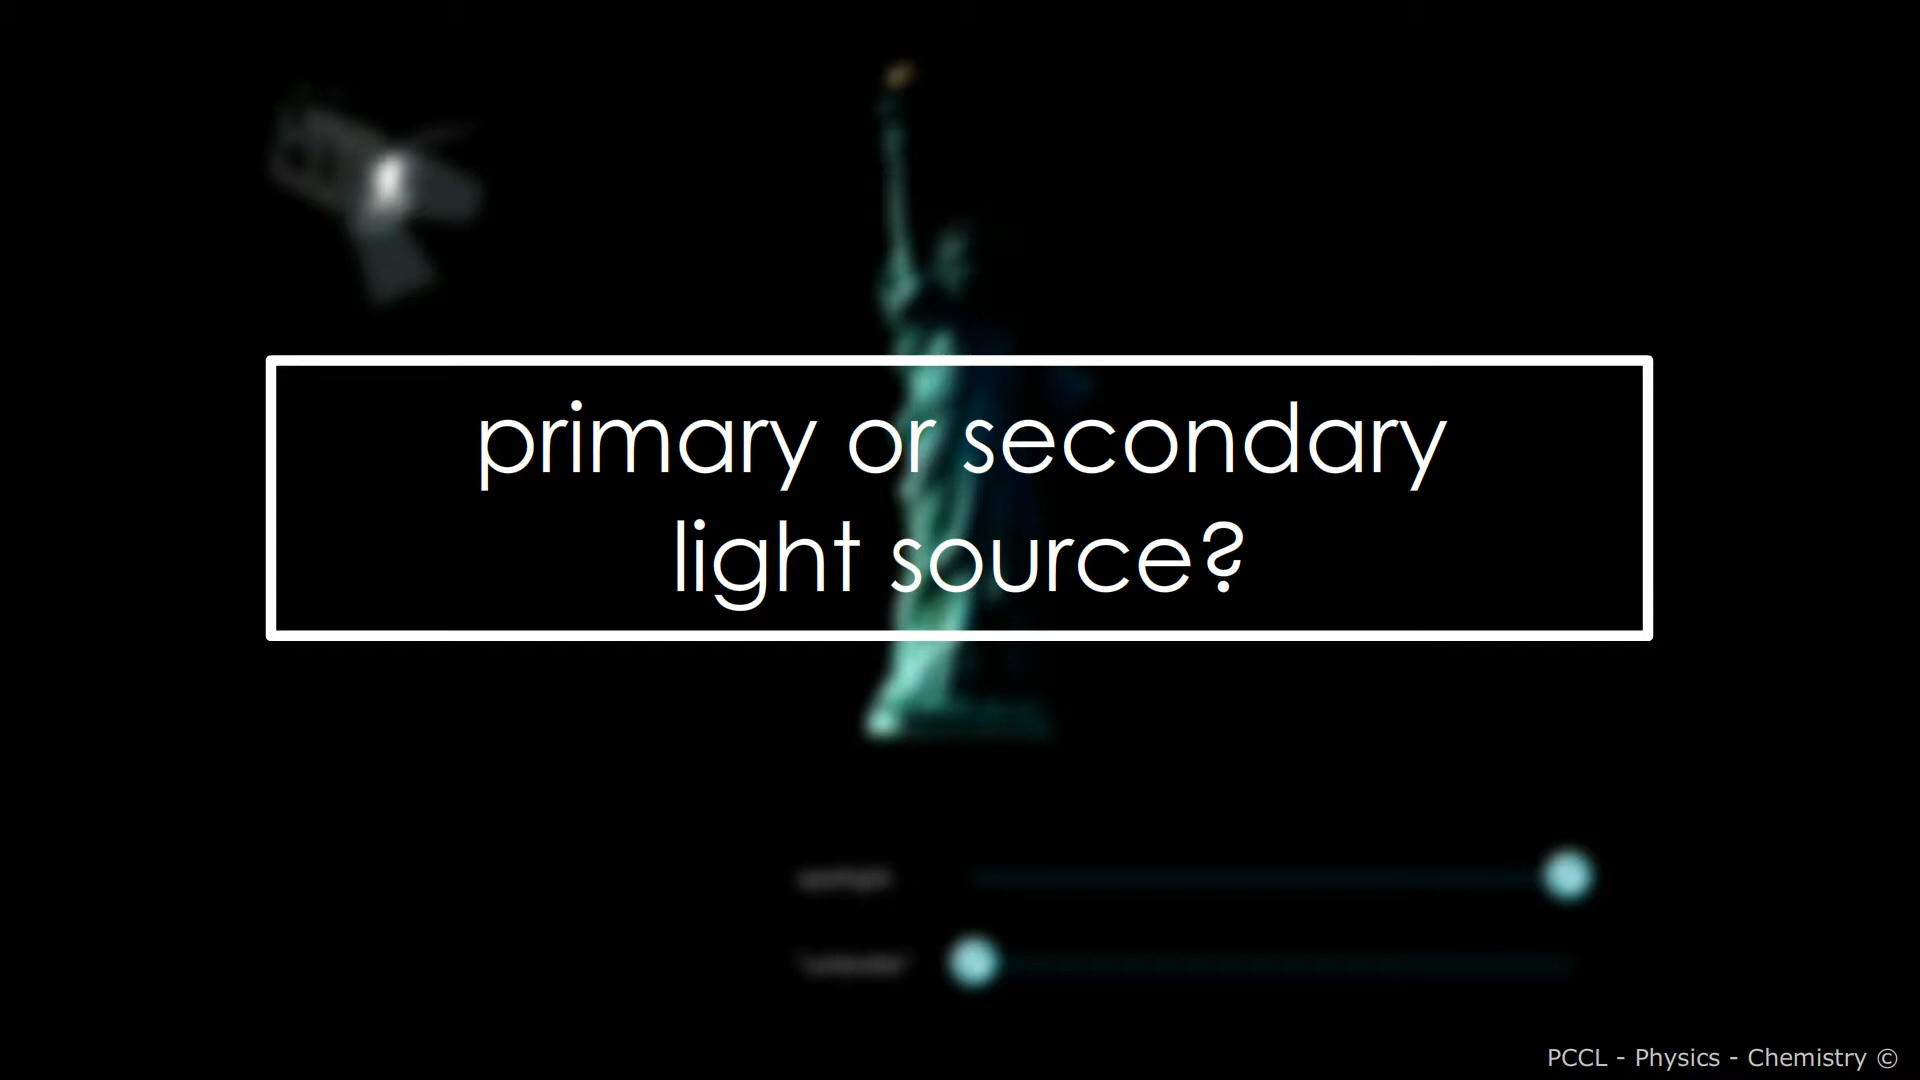 primary or secondary
light source?
PCCL - Physics - Chemistry ©